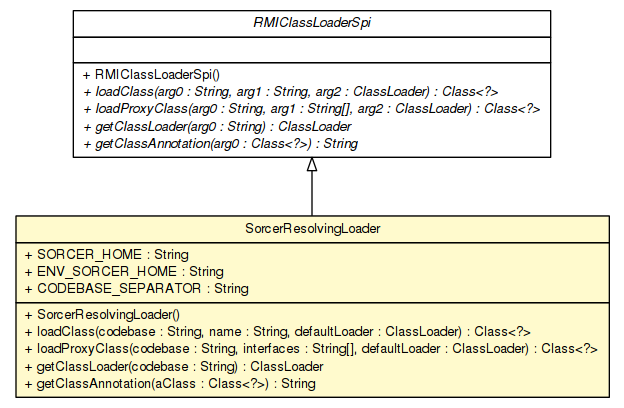 RMIClassLoaderSpi
+ RMIClassLoaderSpi()
+ loadClass(arg0 : String, arg1 : String, arg2 : ClassLoader) : Class<?>
+ loadProxyClass(arg0 : String, arg1 : String[], arg2 : ClassLoader) : Class<?>
+ getClassLoader(arg0 : String) : ClassLoader
+ getClassAnnotation(arg0 : Class<?>) : String
SorcerResolvingLoader
+ SORCER_HOME : String
+ ENV_SORCER_HOME : String
+ CODEBASE_SEPARATOR : String
+ SorcerResolvingLoader()
+ loadClass(codebase : String, name : String, defaultLoader : ClassLoader) : Class<?>
+ loadProxyClass(codebase : String, interfaces : String[], defaultLoader : ClassLoader) : Class<?>
+ getClassLoader(codebase : String) : ClassLoader
+ getClassAnnotation(aClass : Class<?>) : String